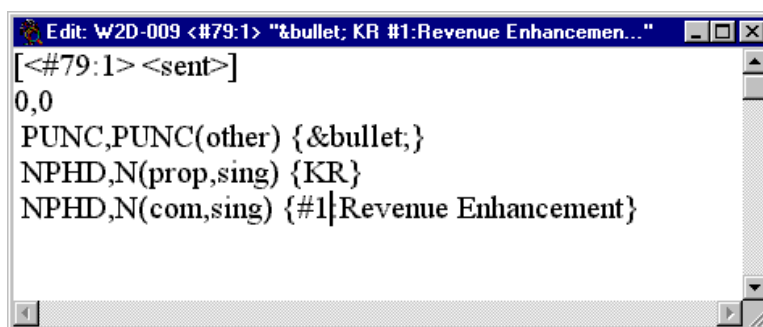 Edit: W2D-009 <#79:1> "&bullet; KR #1:Revenue Enhancemen..."
[<#79:1> <sent>]
0,0
PUNC,PUNC(other) {&bullet;}
NPHD,N(prop,sing) {KR}
NPHD,N(com,sing) {#1:Revenue Enhancement}